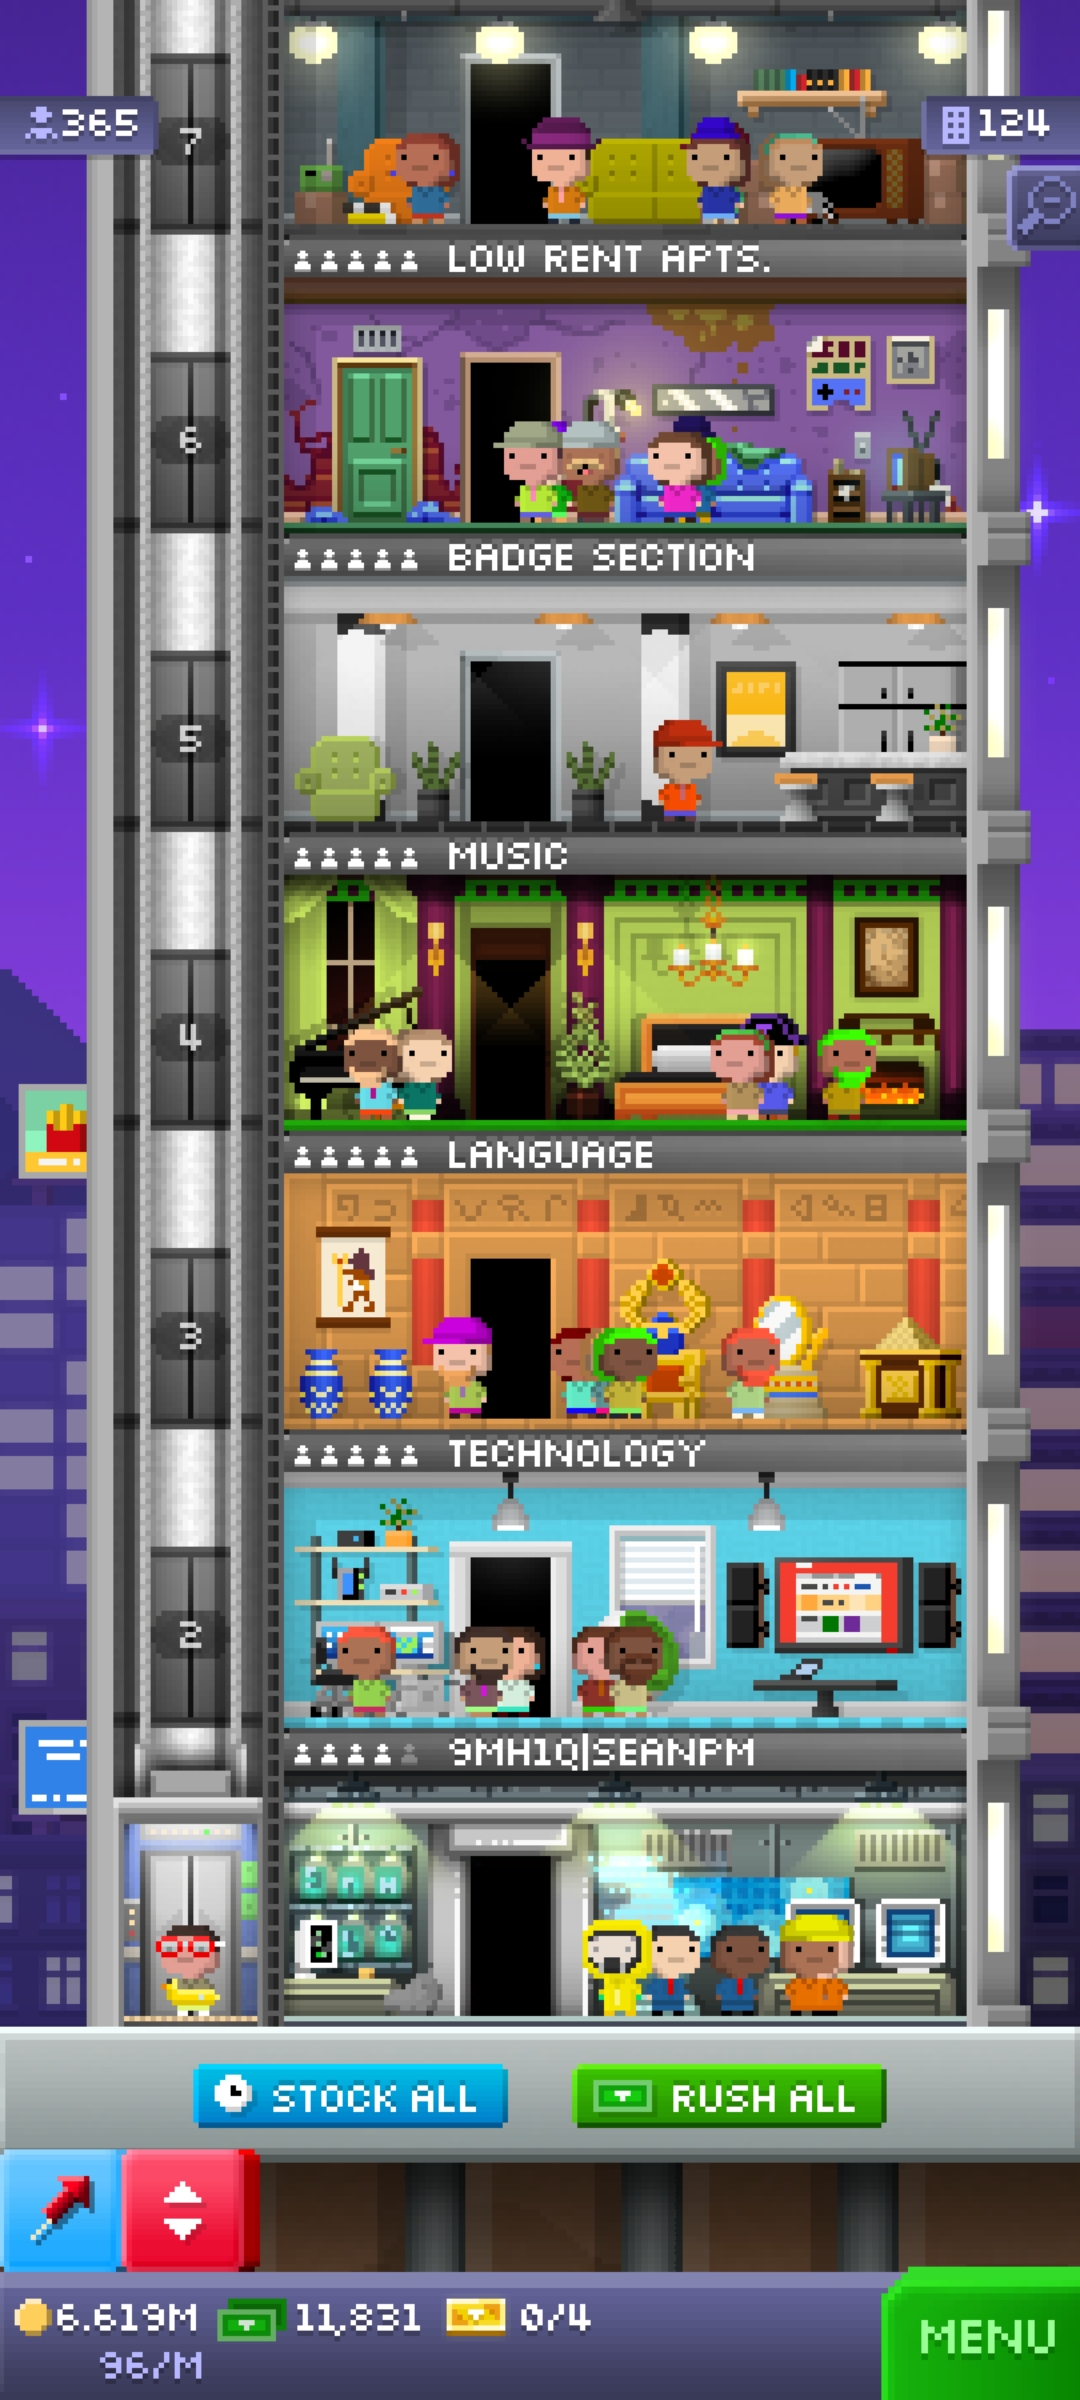 365
124
7
LOW RENT APTS.
6
BADGE SECTION
5
MUSIC
4
LANGUAGE
3
TECHNOLOGY
2
9MH1Q|SEANPM
STOCK ALL
RUSH ALL
6.619M
11,831
0/4
96/M
MENU